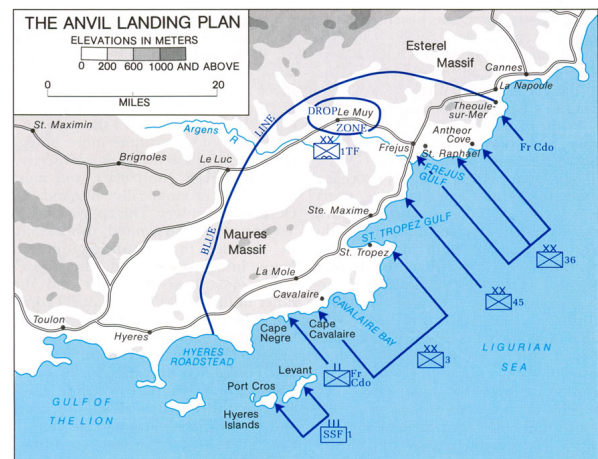 THE ANVIL LANDING PLAN
ELEVATIONS IN METERS
0 200 600 1000 AND ABOVE
0 20
MILES
Esterel
Massif
Cannes
La Napoule
Theoule-
sur-Mer
Antheor
Cove
Fr Cdo
St. Maximin
Argens R
BLUE LINE
DROP Le Muy
ZONE
XX
1TF
Frejus
St. Raphael
FREJUS
GULF
Brignoles
Le Luc
Ste. Maxime
ST. TROPEZ GULF
St. Tropez
Maures
Massif
La Mole
Cavalaire
CAVALAIRE BAY
XX
36
XX
45
XX
3
Toulon
Hyeres
HYERES
ROADSTEAD
Cape
Negre
Cape
Cavalaire
LIGURIAN
SEA
Levant
II
Fr
Cdo
Port Cros
Hyeres
Islands
III
SSF 1
GULF OF
THE LION